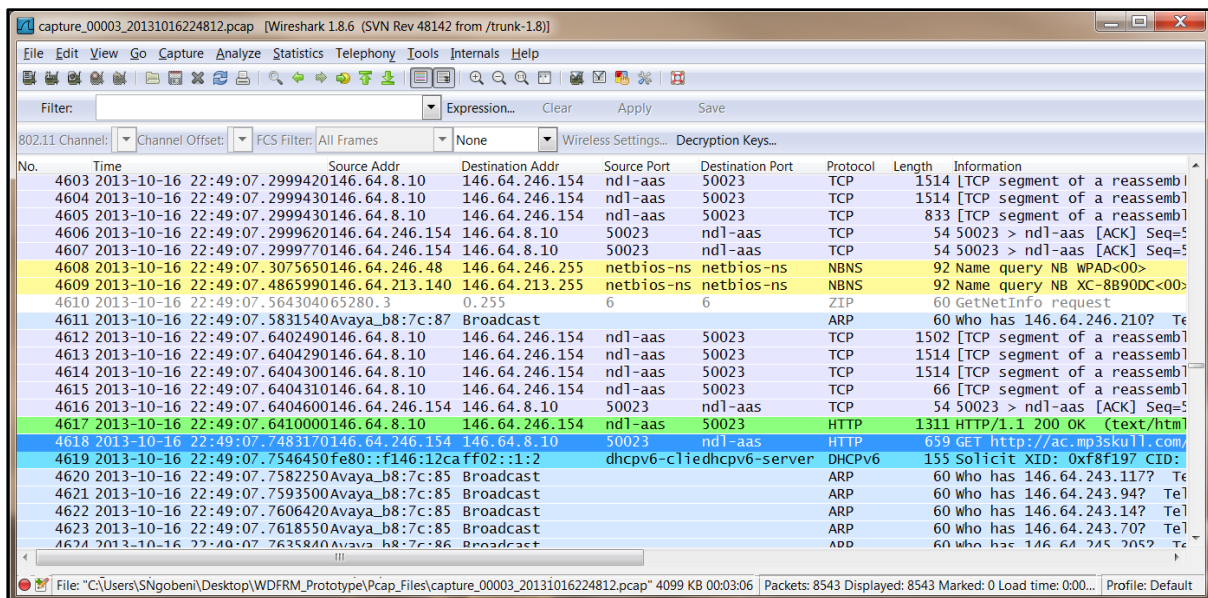 capture_00003_20131016224812.pcap [Wireshark 1.8.6 (SVN Rev 48142 from /trunk-1.8)]
File Edit View Go Capture Analyze Statistics Telephony Tools Internals Help
Filter: Expression... Clear Apply Save
802.11 Channel: Channel Offset: FCS Filter: All Frames None Wireless Settings... Decryption Keys...
No. Time Source Addr Destination Addr Source Port Destination Port Protocol Length Information
4603 2013-10-16 22:49:07.2999420146.64.8.10 146.64.246.154 ndl-aas 50023 TCP 1514 [TCP segment of a reassembl
4604 2013-10-16 22:49:07.2999430146.64.8.10 146.64.246.154 ndl-aas 50023 TCP 1514 [TCP segment of a reassembl
4605 2013-10-16 22:49:07.2999430146.64.8.10 146.64.246.154 ndl-aas 50023 TCP 833 [TCP segment of a reassembl
4606 2013-10-16 22:49:07.2999620146.64.246.154 146.64.8.10 50023 ndl-aas TCP 54 50023 > ndl-aas [ACK] Seq=5
4607 2013-10-16 22:49:07.2999770146.64.246.154 146.64.8.10 50023 ndl-aas TCP 54 50023 > ndl-aas [ACK] Seq=5
4608 2013-10-16 22:49:07.3075650146.64.246.48 146.64.246.255 netbios-ns netbios-ns NBNS 92 Name query NB WPAD<00>
4609 2013-10-16 22:49:07.4865990146.64.213.140 146.64.213.255 netbios-ns netbios-ns NBNS 92 Name query NB XC-8B90DC<00>
4610 2013-10-16 22:49:07.564304065280.3 0.255 6 6 ZIP 60 GetNetInfo request
4611 2013-10-16 22:49:07.5831540Avaya_b8:7c:87 Broadcast ARP 60 Who has 146.64.246.210? Te
4612 2013-10-16 22:49:07.6402490146.64.8.10 146.64.246.154 ndl-aas 50023 TCP 1502 [TCP segment of a reassembl
4613 2013-10-16 22:49:07.6404290146.64.8.10 146.64.246.154 ndl-aas 50023 TCP 1514 [TCP segment of a reassembl
4614 2013-10-16 22:49:07.6404300146.64.8.10 146.64.246.154 ndl-aas 50023 TCP 1514 [TCP segment of a reassembl
4615 2013-10-16 22:49:07.6404310146.64.8.10 146.64.246.154 ndl-aas 50023 TCP 66 [TCP segment of a reassembl
4616 2013-10-16 22:49:07.6404600146.64.246.154 146.64.8.10 50023 ndl-aas TCP 54 50023 > ndl-aas [ACK] Seq=5
4617 2013-10-16 22:49:07.6410000146.64.8.10 146.64.246.154 ndl-aas 50023 HTTP 1311 HTTP/1.1 200 OK (text/html
4618 2013-10-16 22:49:07.7483170146.64.246.154 146.64.8.10 50023 ndl-aas HTTP 659 GET http://ac.mp3skull.com/
4619 2013-10-16 22:49:07.7546450fe80::f146:12caff02::1:2 dhcpv6-cliedhcpv6-server DHCPv6 155 Solicit XID: 0xf8f197 CID:
4620 2013-10-16 22:49:07.7582250Avaya_b8:7c:85 Broadcast ARP 60 Who has 146.64.243.117? Te
4621 2013-10-16 22:49:07.7593500Avaya_b8:7c:85 Broadcast ARP 60 Who has 146.64.243.94? Tel
4622 2013-10-16 22:49:07.7606420Avaya_b8:7c:85 Broadcast ARP 60 Who has 146.64.243.14? Tel
4623 2013-10-16 22:49:07.7618550Avaya_b8:7c:85 Broadcast ARP 60 Who has 146.64.243.70? Tel
4624 2013-10-16 22:49:07.7635840Avaya_b8:7c:86 Broadcast ARP 60 Who has 146.64.245.205? Te
File: "C:\Users\SNgobeni\Desktop\WDFRM_Prototype\Pcap_Files\capture_00003_20131016224812.pcap" 4099 KB 00:03:06 Packets: 8543 Displayed: 8543 Marked: 0 Load time: 0:00... Profile: Default